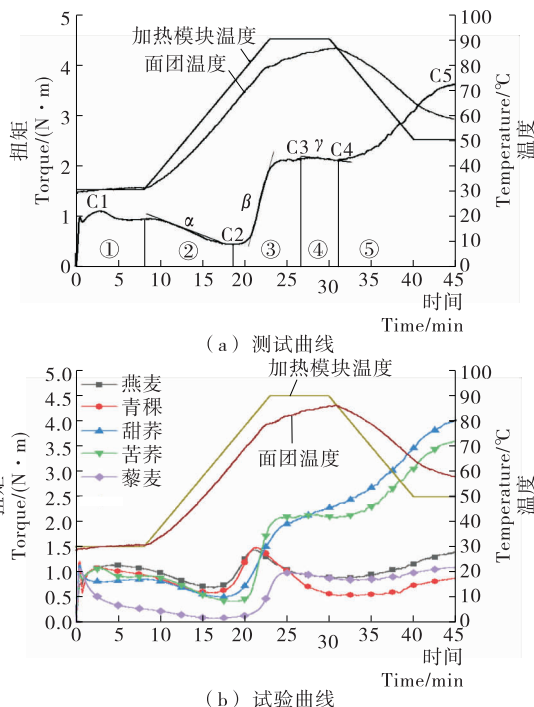 5
4
3
2
1
0
扭矩
Torque/(N·m)
加热模块温度
面团温度
C1
α
C2
β
C3 γ C4
C5
① ② ③ ④ ⑤
100
90
80
70
60
50
40
30
20
10
0
Temperature/℃
温度
0 5 10 15 20 25 30 35 40 45
时间
Time/min
（a）测试曲线
5.0
4.5
4.0
3.5
3.0
2.5
2.0
1.5
1.0
0.5
0.0
扭矩
Torque/(N·m)
燕麦
青稞
甜荞
苦荞
藜麦
加热模块温度
面团温度
100
90
80
70
60
50
40
30
20
10
0
Temperature/℃
温度
0 5 10 15 20 25 30 35 40 45
时间
Time/min
（b）试验曲线